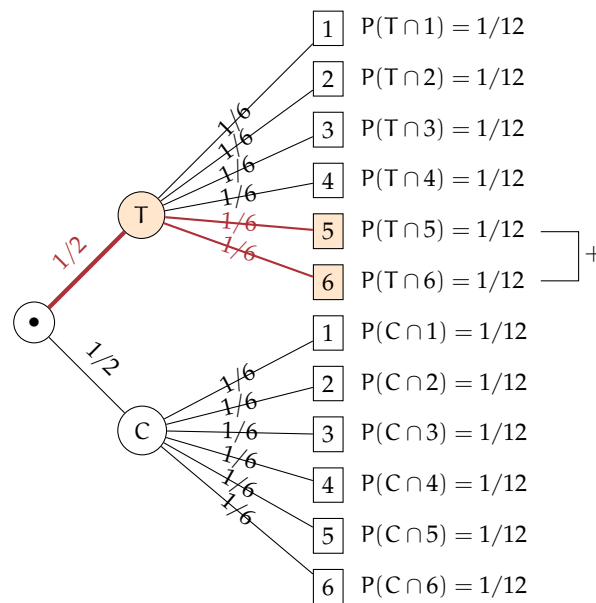 1 P(T ∩ 1) = 1/12
1/6
2 P(T ∩ 2) = 1/12
1/6
3 P(T ∩ 3) = 1/12
1/6
4 P(T ∩ 4) = 1/12
1/6
T
1/6
5 P(T ∩ 5) = 1/12
1/6
+
6 P(T ∩ 6) = 1/12
1/2
1 P(C ∩ 1) = 1/12
1/2
1/6
2 P(C ∩ 2) = 1/12
1/6
C
1/6
3 P(C ∩ 3) = 1/12
1/6
4 P(C ∩ 4) = 1/12
1/6
5 P(C ∩ 5) = 1/12
1/6
6 P(C ∩ 6) = 1/12